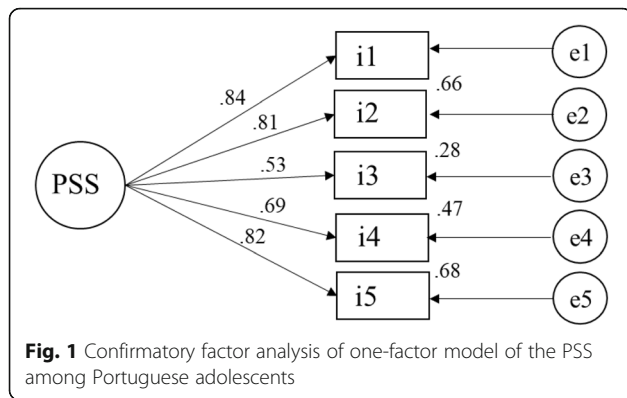 i1
e1
.84
.66
i2
e2
.81
.28
.53
i3
e3
PSS
.69
.47
i4
e4
.82
.68
i5
e5
Fig. 1 Confirmatory factor analysis of one-factor model of the PSS
among Portuguese adolescents